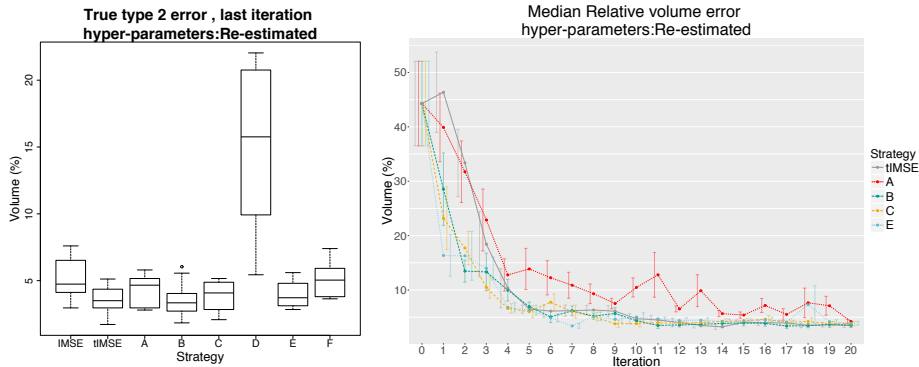 True type 2 error , last iteration
hyper-parameters:Re-estimated
Volume (%)
20
15
10
5
IMSE tIMSE A B C D E F
Strategy
Median Relative volume error
hyper-parameters:Re-estimated
Volume (%)
50
40
30
20
10
0 1 2 3 4 5 6 7 8 9 10 11 12 13 14 15 16 17 18 19 20
Iteration
Strategy
tIMSE
A
B
C
E